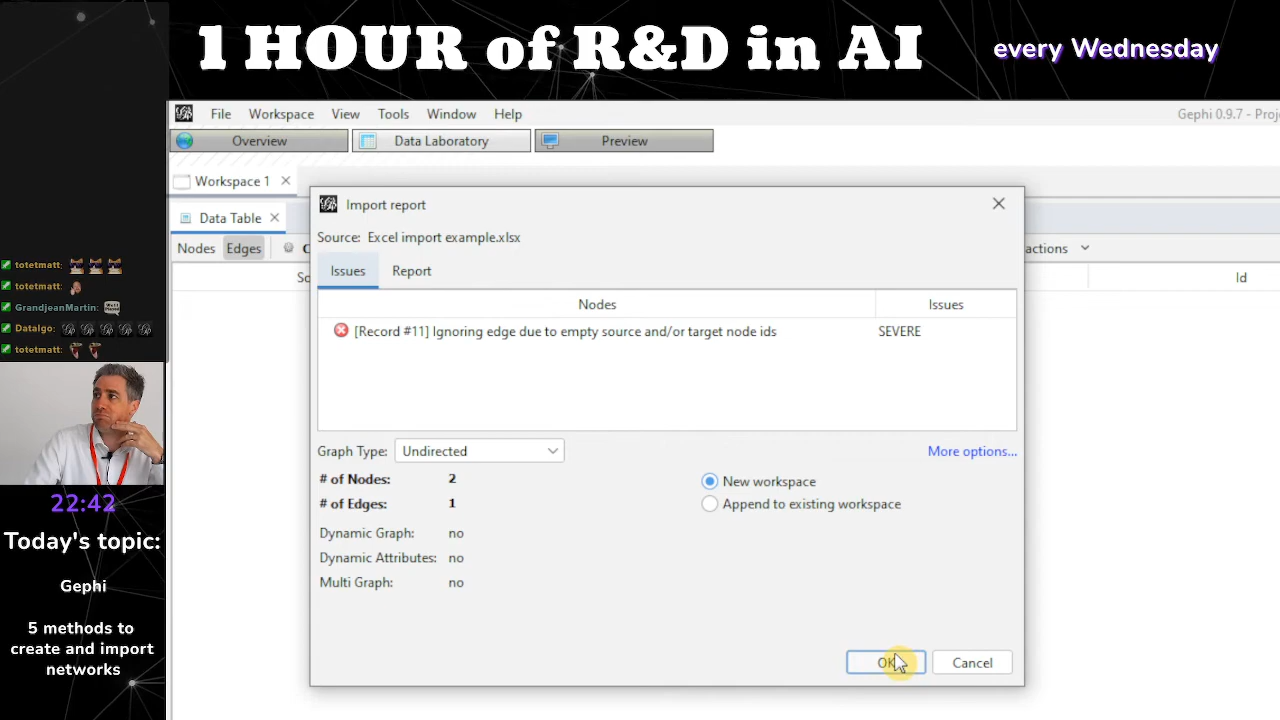 1 HOUR of R&D in AI
every Wednesday
File Workspace View Tools Window Help
Gephi 0.9.7 - Proj
Overview
Data Laboratory
Preview
Workspace 1
Data Table
Nodes
Edges
actions
Id
Import report
Source: Excel import example.xlsx
Issues
Report
Nodes
Issues
[Record #11] Ignoring edge due to empty source and/or target node ids
SEVERE
Graph Type:
Undirected
More options...
# of Nodes: 2
# of Edges: 1
New workspace
Append to existing workspace
Dynamic Graph: no
Dynamic Attributes: no
Multi Graph: no
OK
Cancel
totetmatt:
totetmatt:
GrandjeanMartin:
Datalgo:
totetmatt:
22:42
Today's topic:
Gephi
5 methods to
create and import
networks